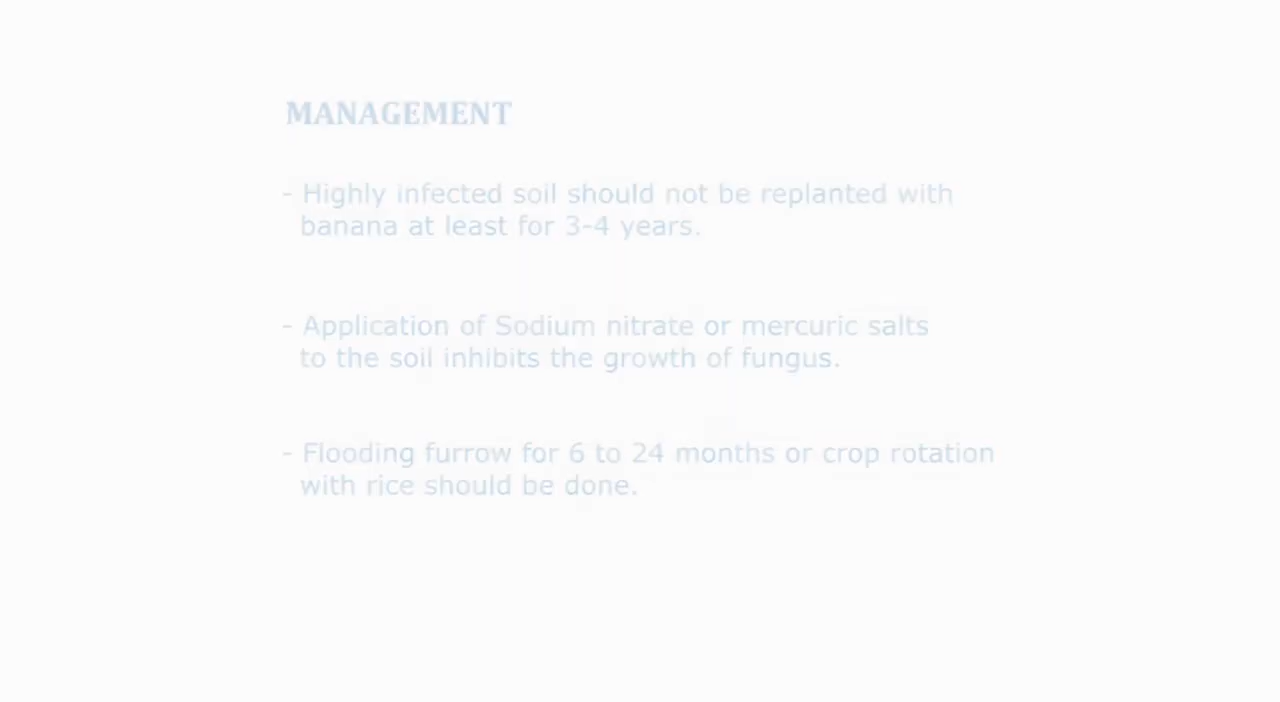 MANAGEMENT
- Highly infected soil should not be replanted with
banana at least for 3-4 years.
- Application of Sodium nitrate or mercuric salts
to the soil inhibits the growth of fungus.
- Flooding furrow for 6 to 24 months or crop rotation
with rice should be done.